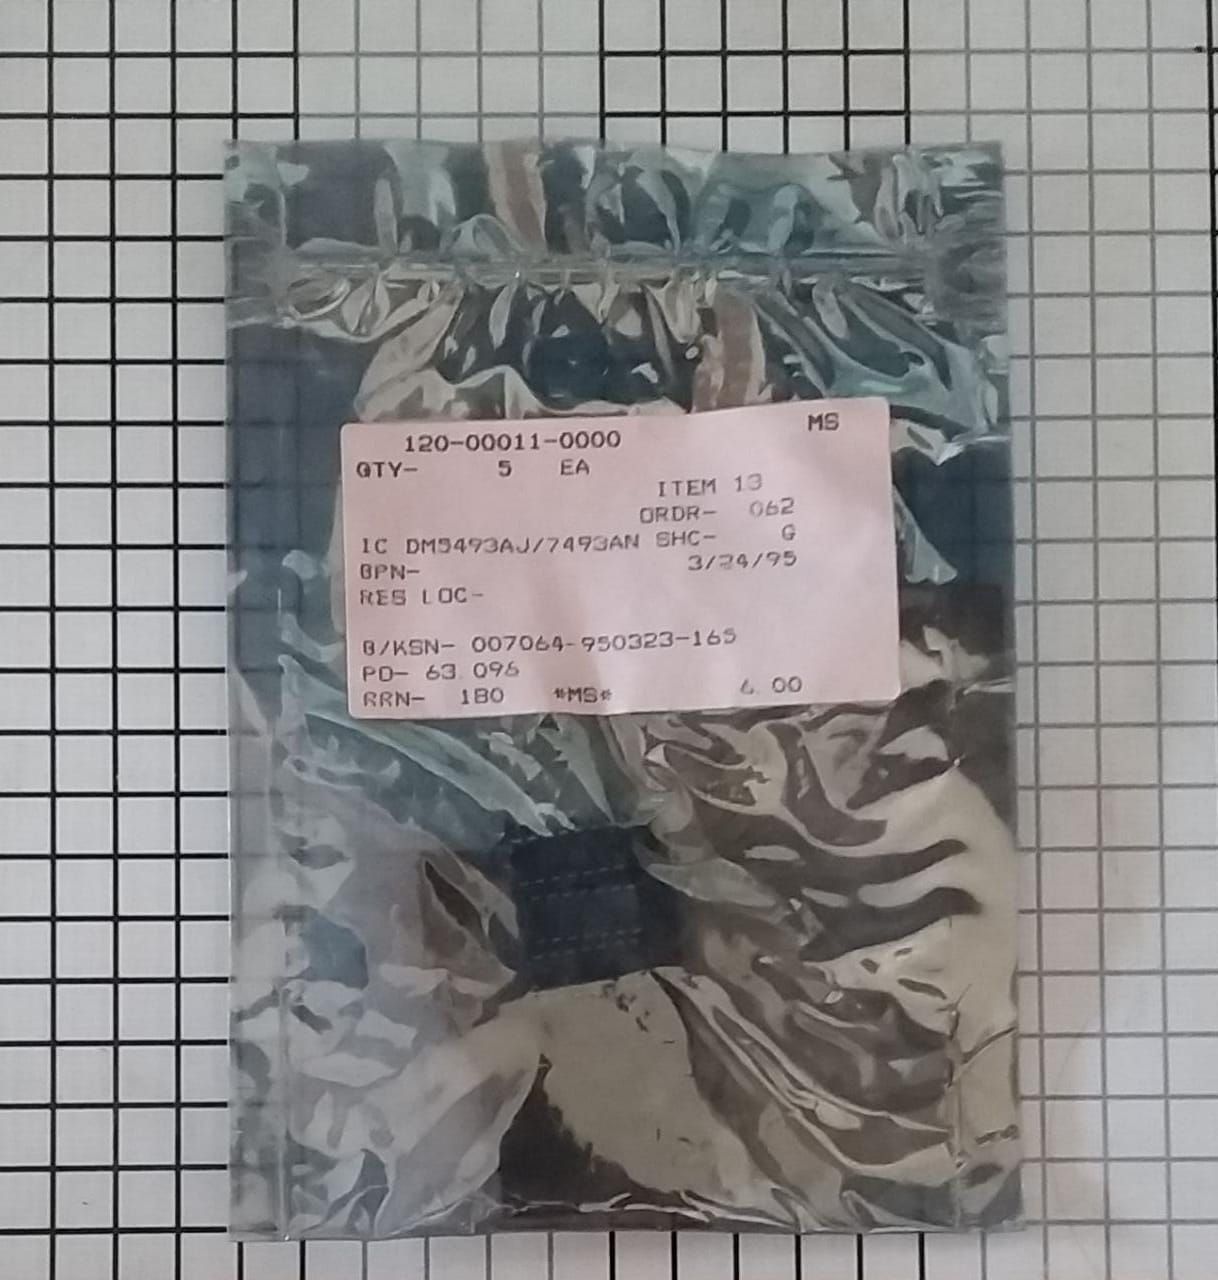 MS
120-00011-0000
QTY- 5 EA
ITEM 13
ORDR- 062
IC DM5493AJ/7493AN SHC- G
BPN- 3/24/95
RES LOC-
B/KSN- 007064-950323-165
PO- 63 096
RRN- 180 *MS* 6.00